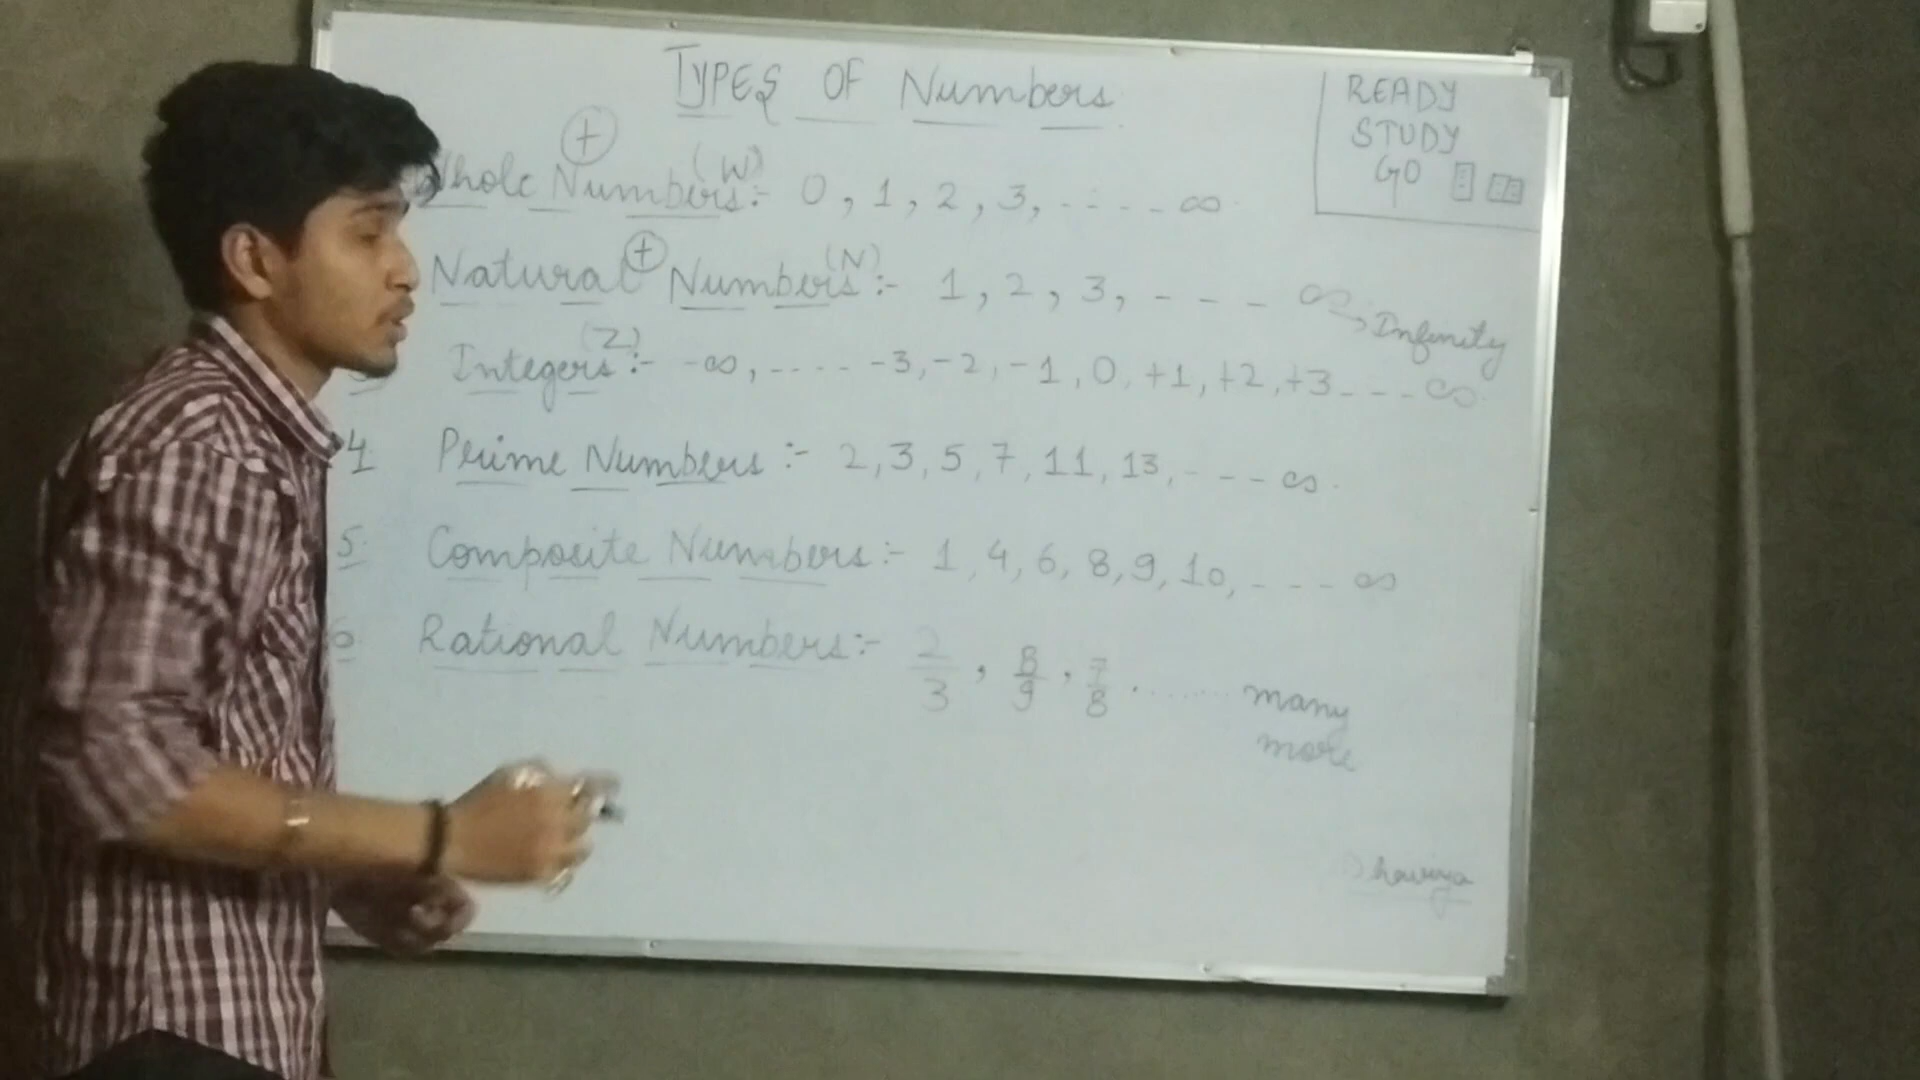 TYPES OF Numbers
READY
STUDY
GO
+
Whole Numbers (W) :- 0, 1, 2, 3, ..... ∞
Natural + Numbers (N) :- 1, 2, 3, - - - ∞
Infinity
Integers (Z) :- -∞, ..... -3, -2, -1, 0, +1, +2, +3 - - - ∞
4 Prime Numbers :- 2, 3, 5, 7, 11, 13, - - - ∞.
5. Composite Numbers :- 1, 4, 6, 8, 9, 10, - - - ∞
6. Rational Numbers :- 2/3, 8/9, 7/8, ........ many
more